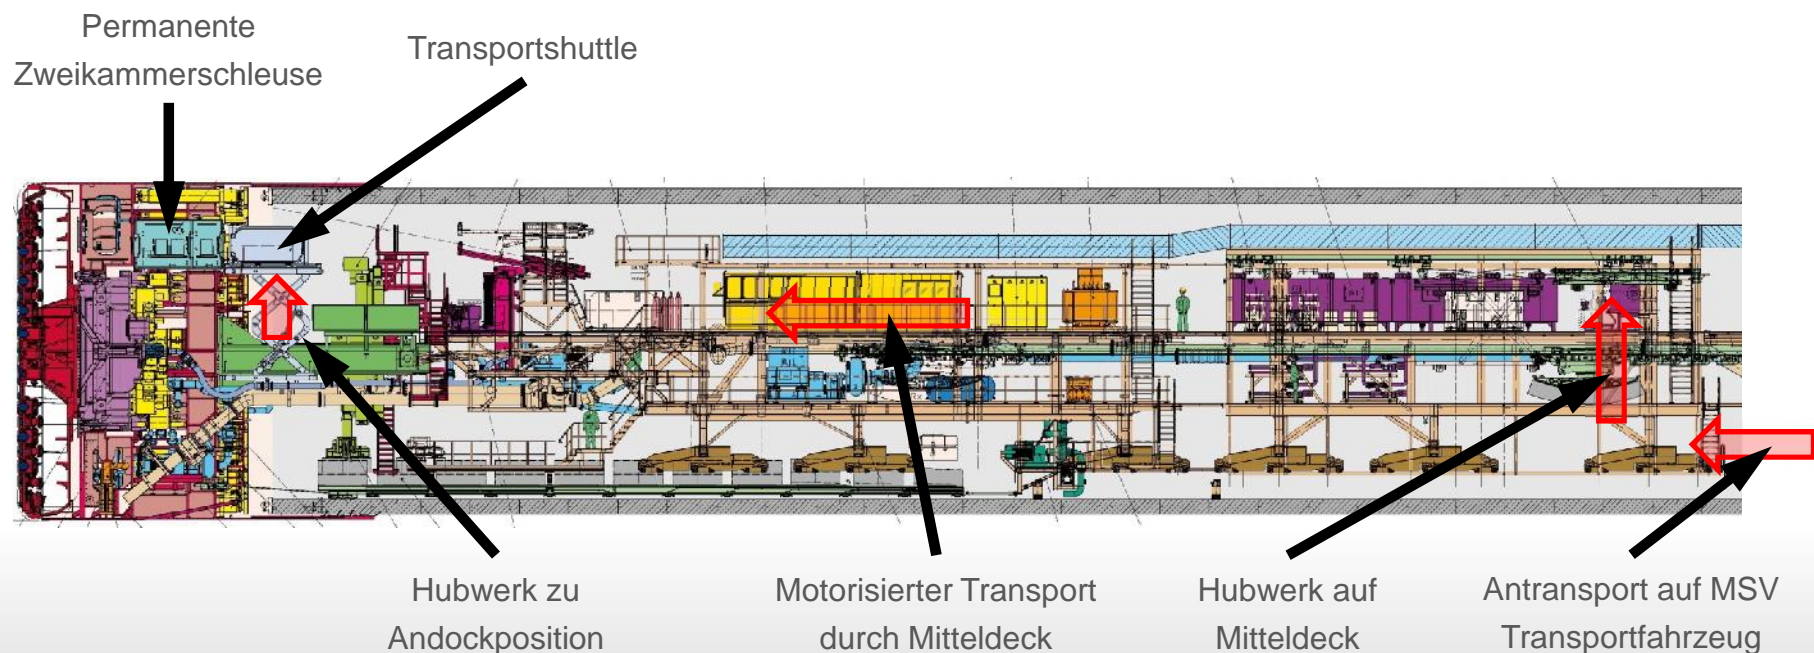 Permanente
Zweikammerschleuse
Transportshuttle
Hubwerk zu
Andockposition
Motorisierter Transport
durch Mitteldeck
Hubwerk auf
Mitteldeck
Antransport auf MSV
Transportfahrzeug